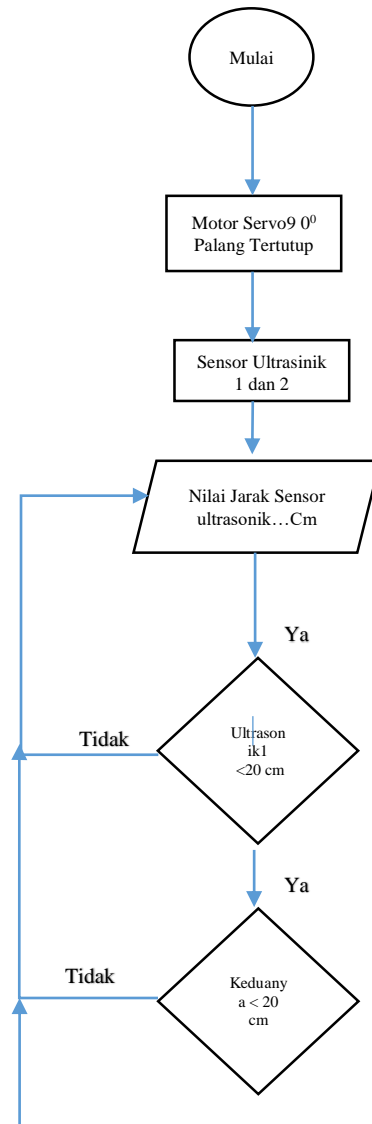 Mulai
Motor Servo9 0⁰
Palang Tertutup
Sensor Ultrasinik
1 dan 2
Nilai Jarak Sensor
ultrasonik…Cm
Ya
Ultrason
ik1
<20 cm
Tidak
Ya
Keduany
a < 20
cm
Tidak